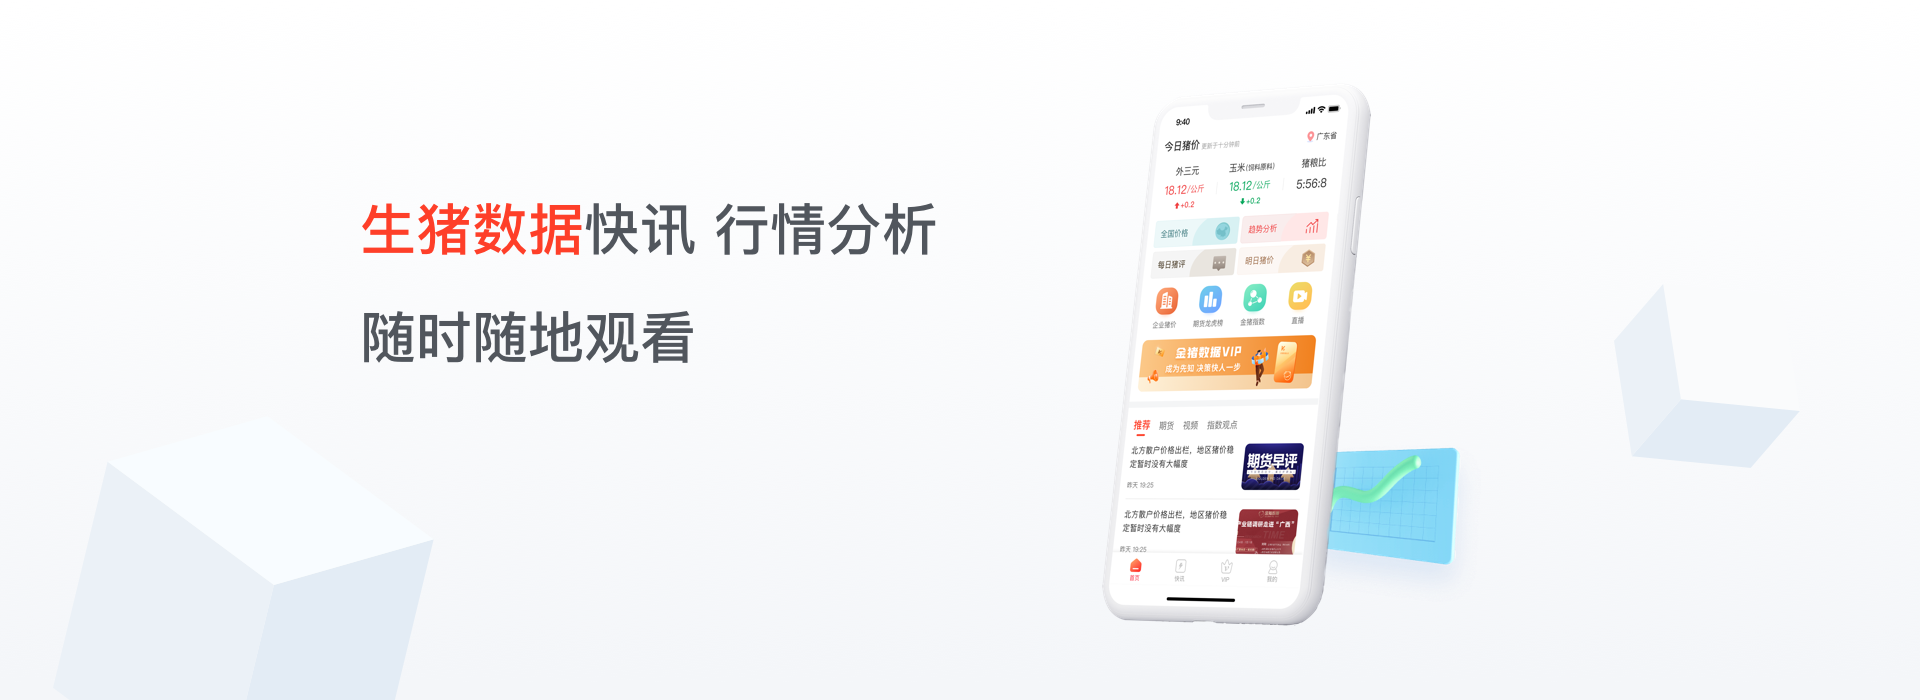 生猪数据快讯 行情分析
随时随地观看
9:40
今日猪价 更新于十分钟前 广东省
外三元 玉米(饲料原料) 猪粮比
18.12/公斤 18.12/公斤 5:56:8
+0.2 +0.2
全国价格 趋势分析
每日猪评 明日猪价
企业猪价 期货龙虎榜 金猪指数 直播
金猪数据VIP
成为先知 决策快人一步
推荐 期货 视频 指数观点
北方散户价格出栏，地区猪价稳
定暂时没有大幅度
昨天 19:25
期货早评
北方散户价格出栏，地区猪价稳
定暂时没有大幅度
昨天 19:25
产业链调研走进“广西”
首页 快讯 VIP 我的